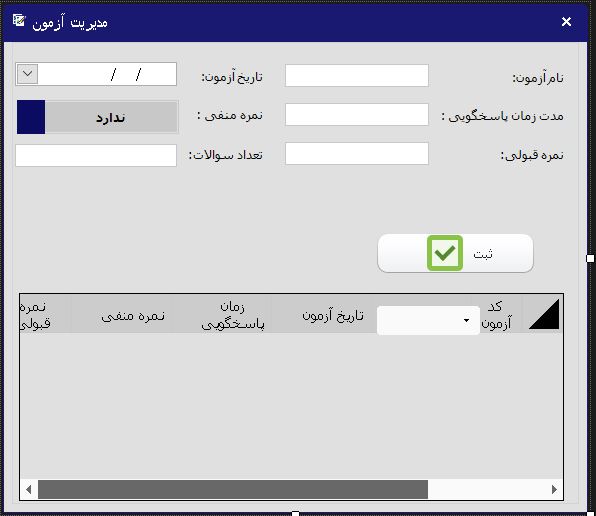 مدیریت آزمون
نام‌آزمون:
تاریخ آزمون:
/ /
مدت زمان پاسخگویی :
نمره منفی :
ندارد
نمره قبولی:
تعداد سوالات:
ثبت
کد آزمون
تاریخ آزمون
زمان پاسخگویی
نمره منفی
نمره قبولی